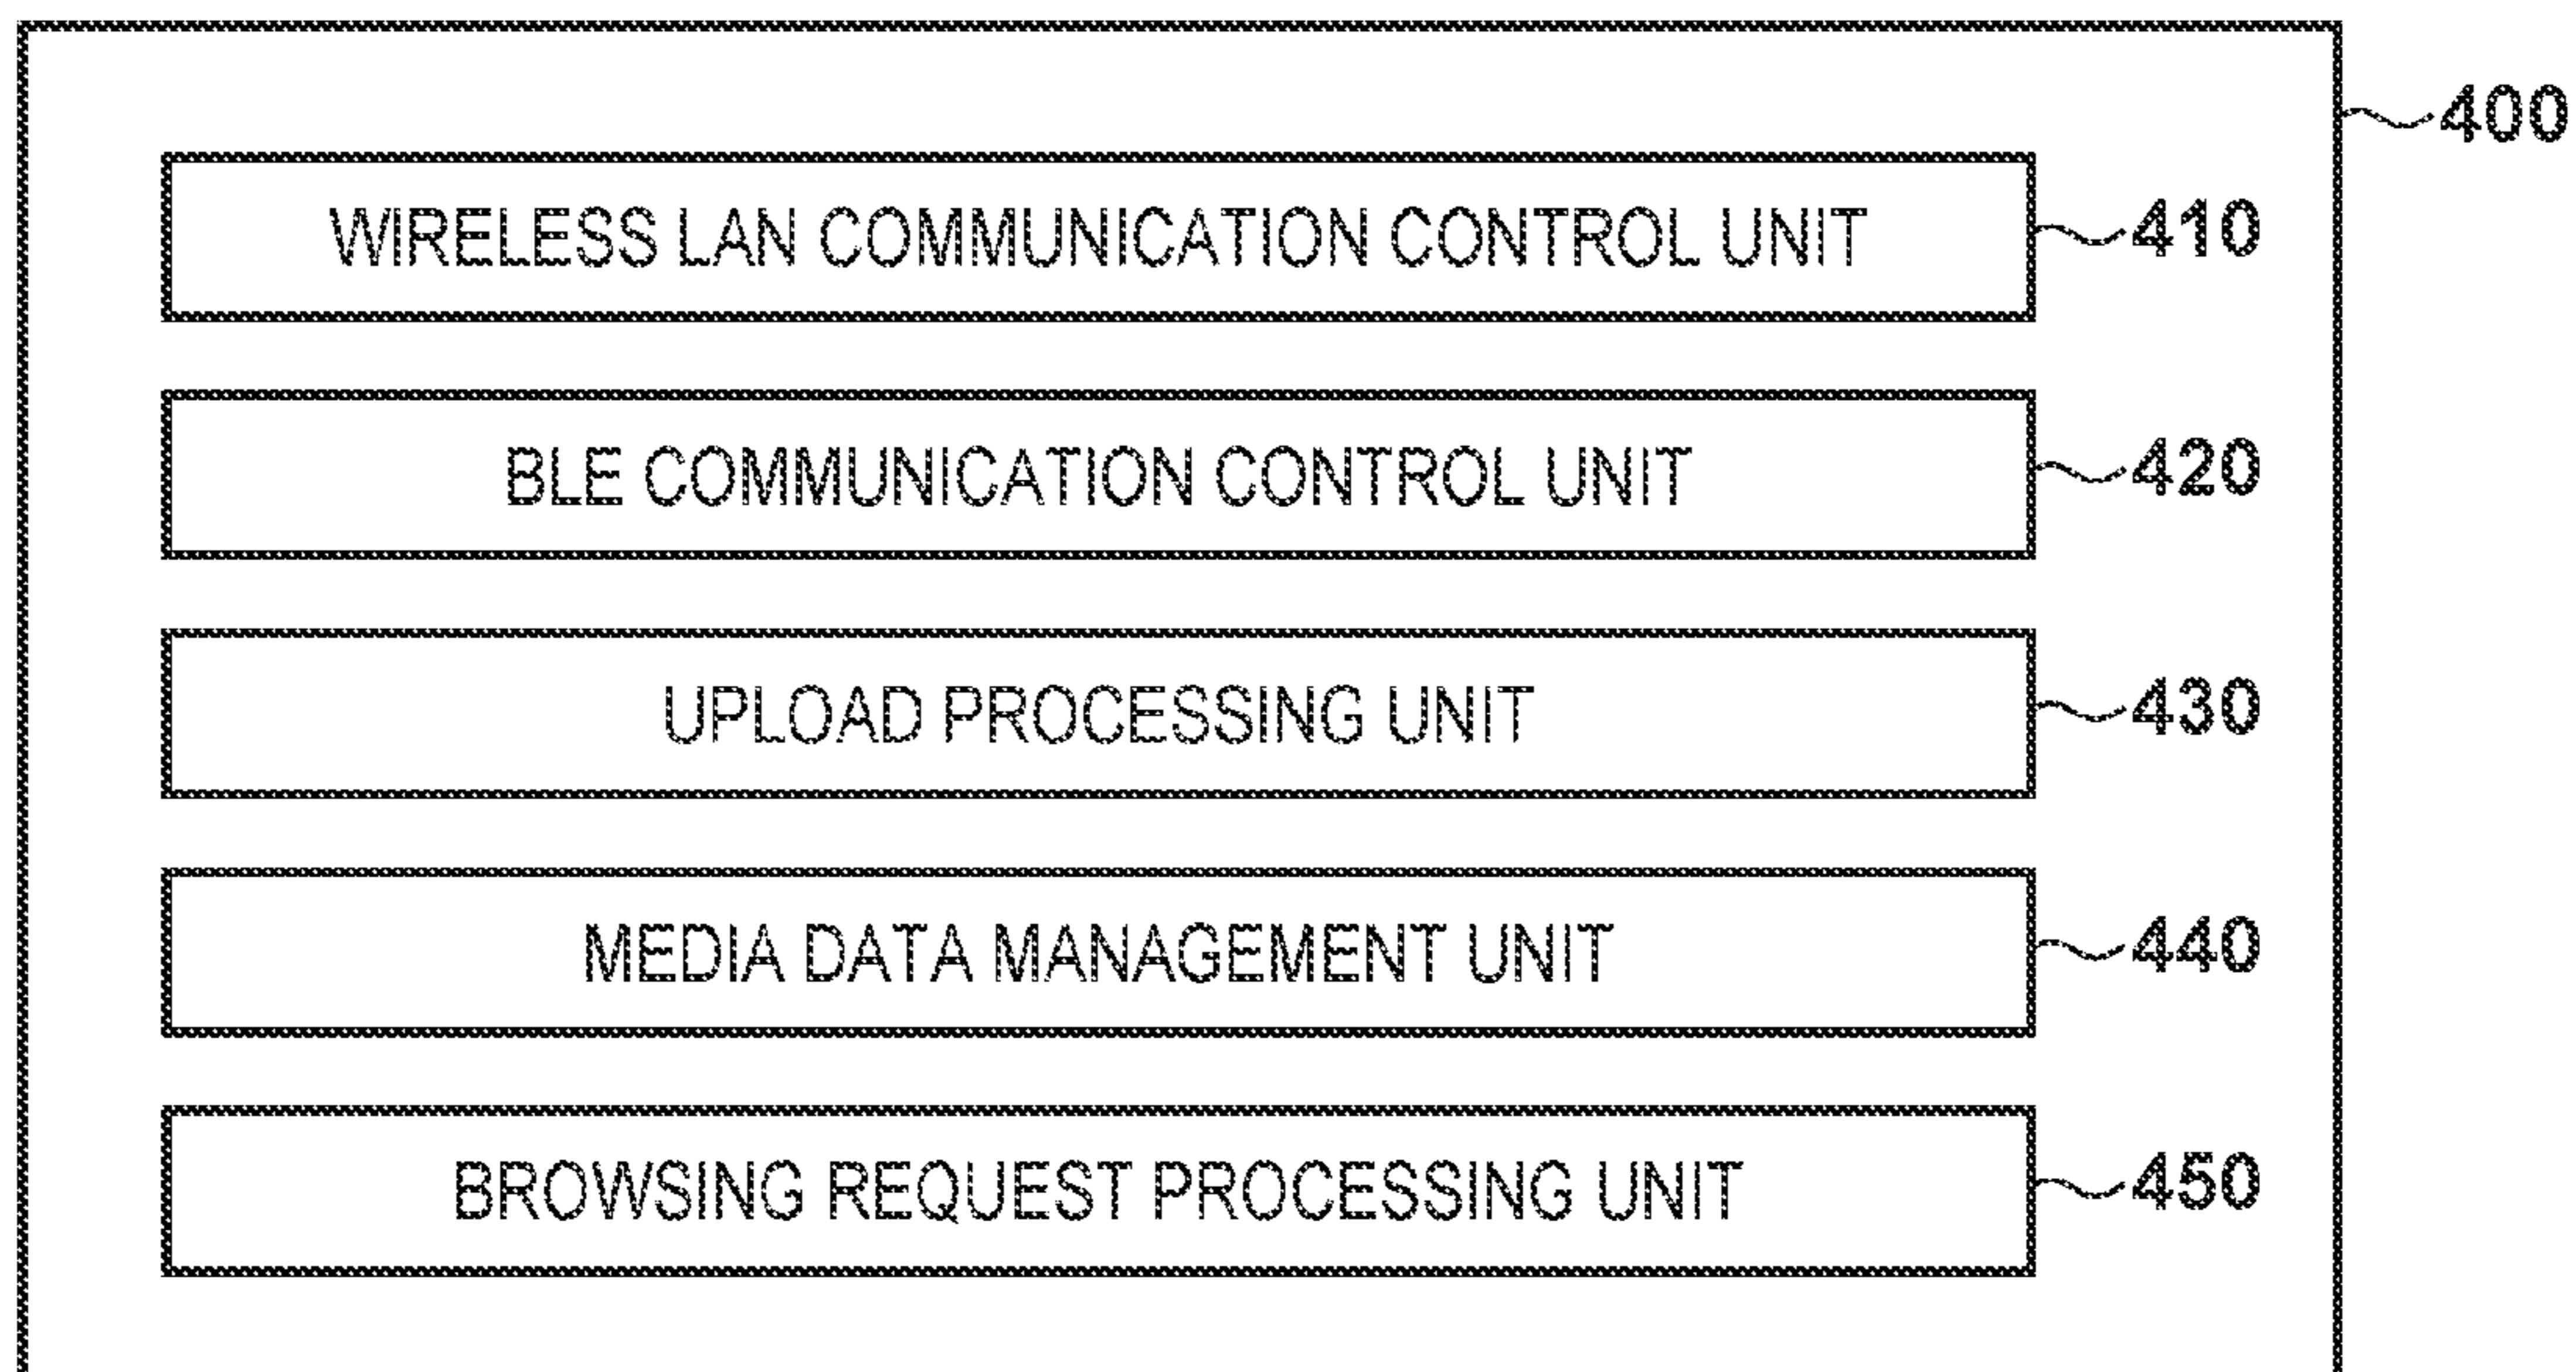 400
WIRELESS LAN COMMUNICATION CONTROL UNIT 410
BLE COMMUNICATION CONTROL UNIT 420
UPLOAD PROCESSING UNIT 430
MEDIA DATA MANAGEMENT UNIT 440
BROWSING REQUEST PROCESSING UNIT 450